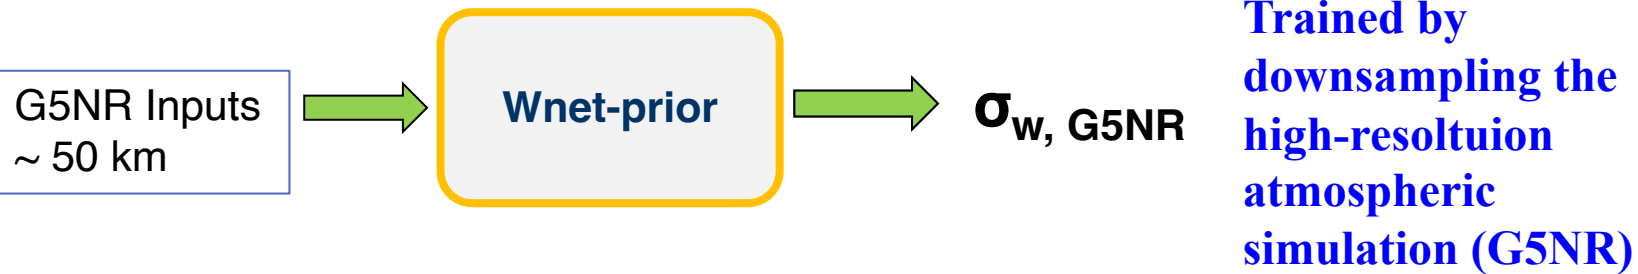 G5NR Inputs
~ 50 km
Wnet-prior
σw, G5NR
Trained by
downsampling the
high-resoltuion
atmospheric
simulation (G5NR)